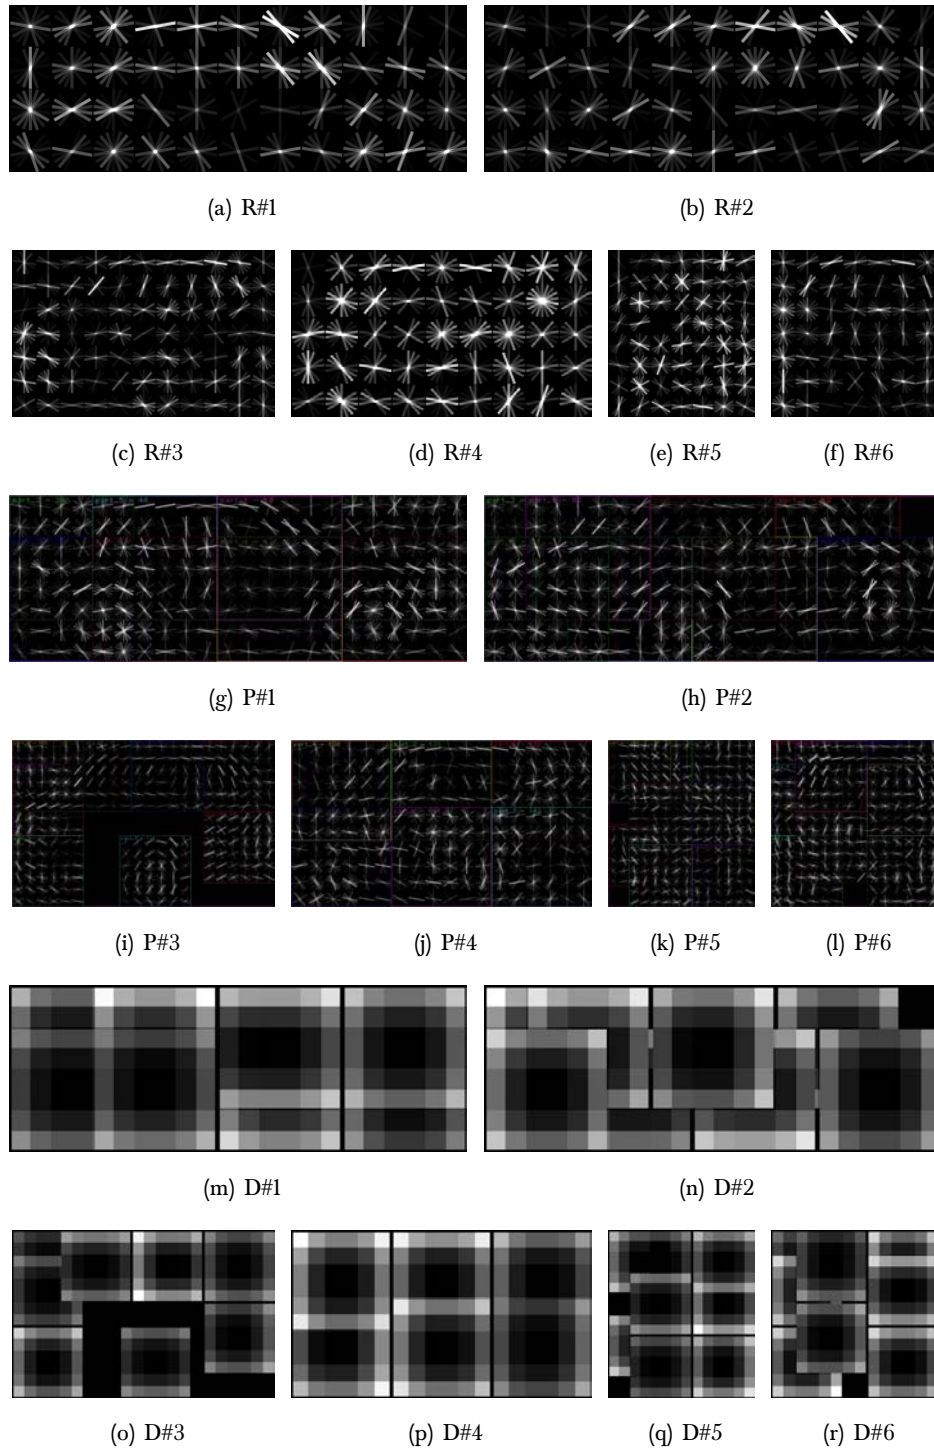 (a) R#1
(b) R#2
(c) R#3
(d) R#4
(e) R#5
(f) R#6
(g) P#1
(h) P#2
(i) P#3
(j) P#4
(k) P#5
(l) P#6
(m) D#1
(n) D#2
(o) D#3
(p) D#4
(q) D#5
(r) D#6